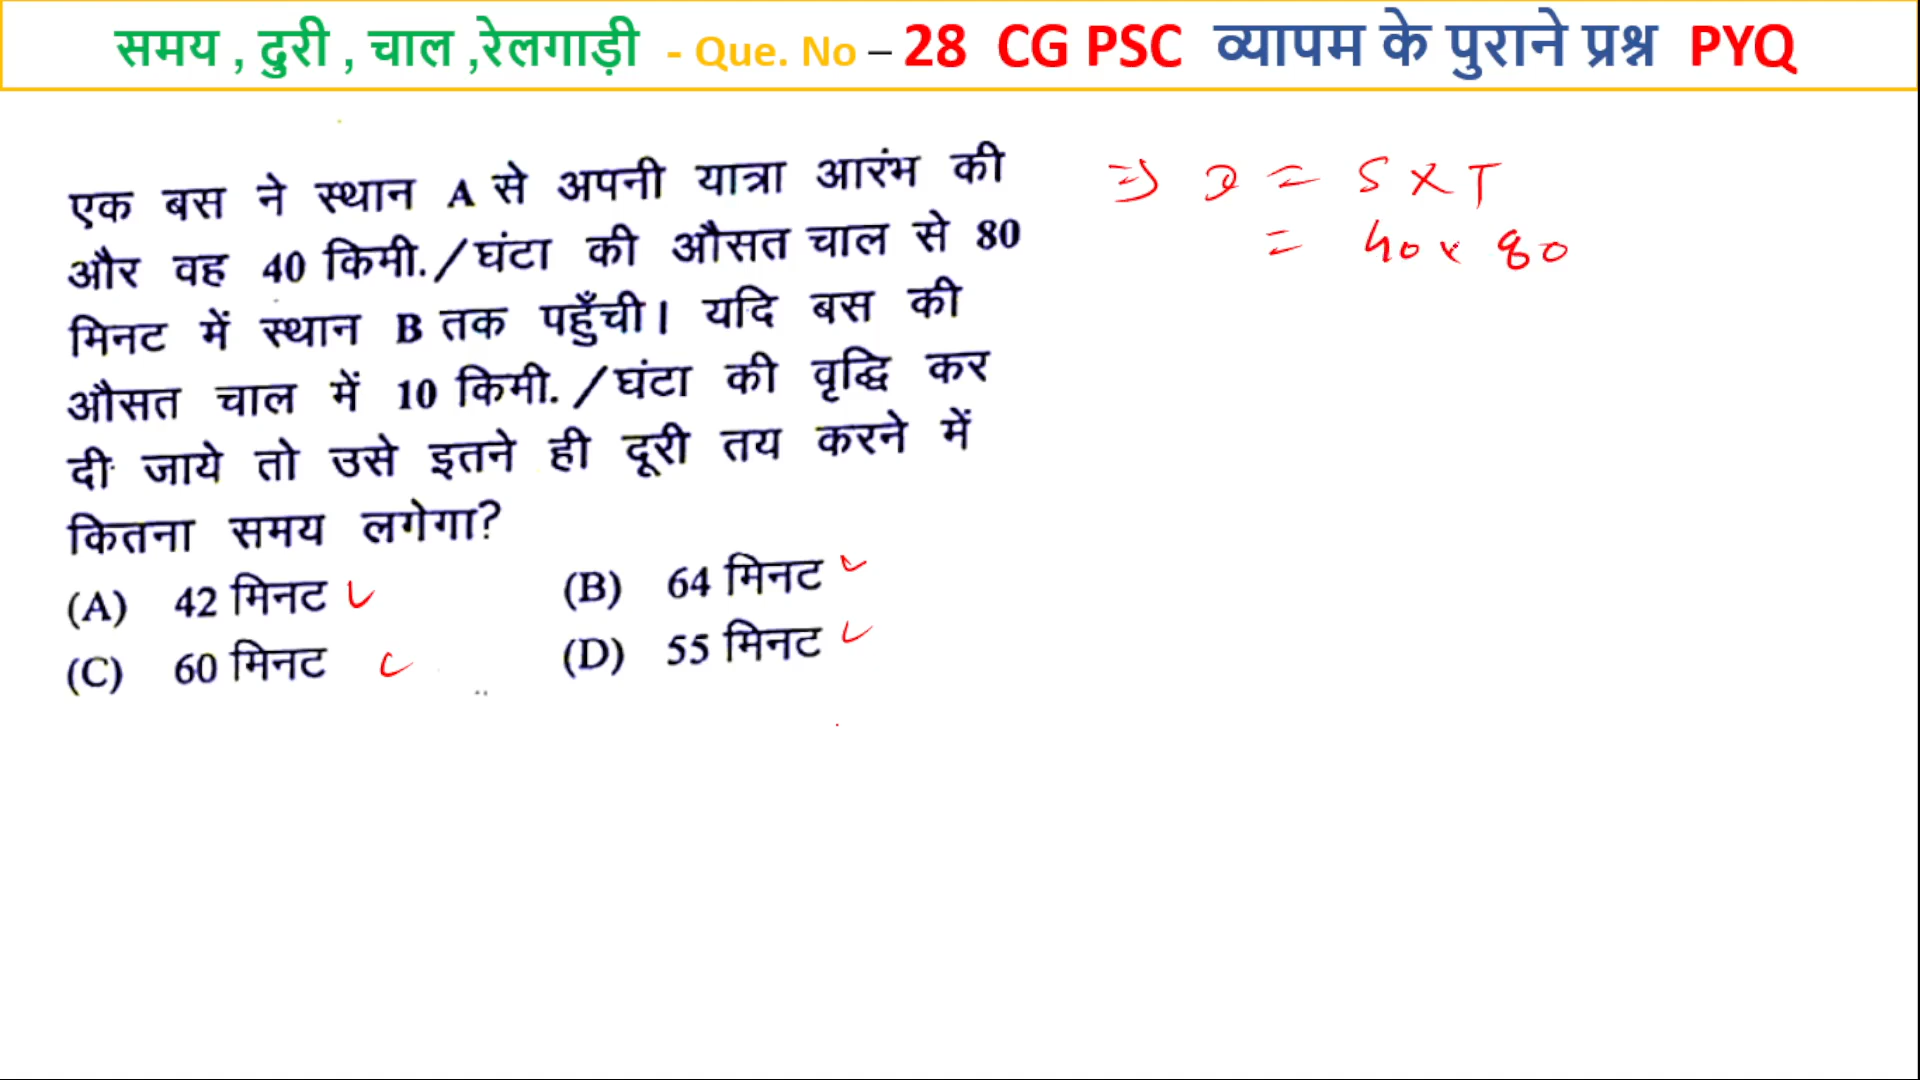 समय , दुरी , चाल ,रेलगाड़ी - Que. No – 28 CG PSC व्यापम के पुराने प्रश्न PYQ
एक बस ने स्थान A से अपनी यात्रा आरंभ की
और वह 40 किमी./घंटा की औसत चाल से 80
मिनट में स्थान B तक पहुँची। यदि बस की
औसत चाल में 10 किमी./घंटा की वृद्धि कर
दी जाये तो उसे इतने ही दूरी तय करने में
कितना समय लगेगा?
(A) 42 मिनट (B) 64 मिनट
(C) 60 मिनट (D) 55 मिनट
⇒ D = S × T
= 40 × 80